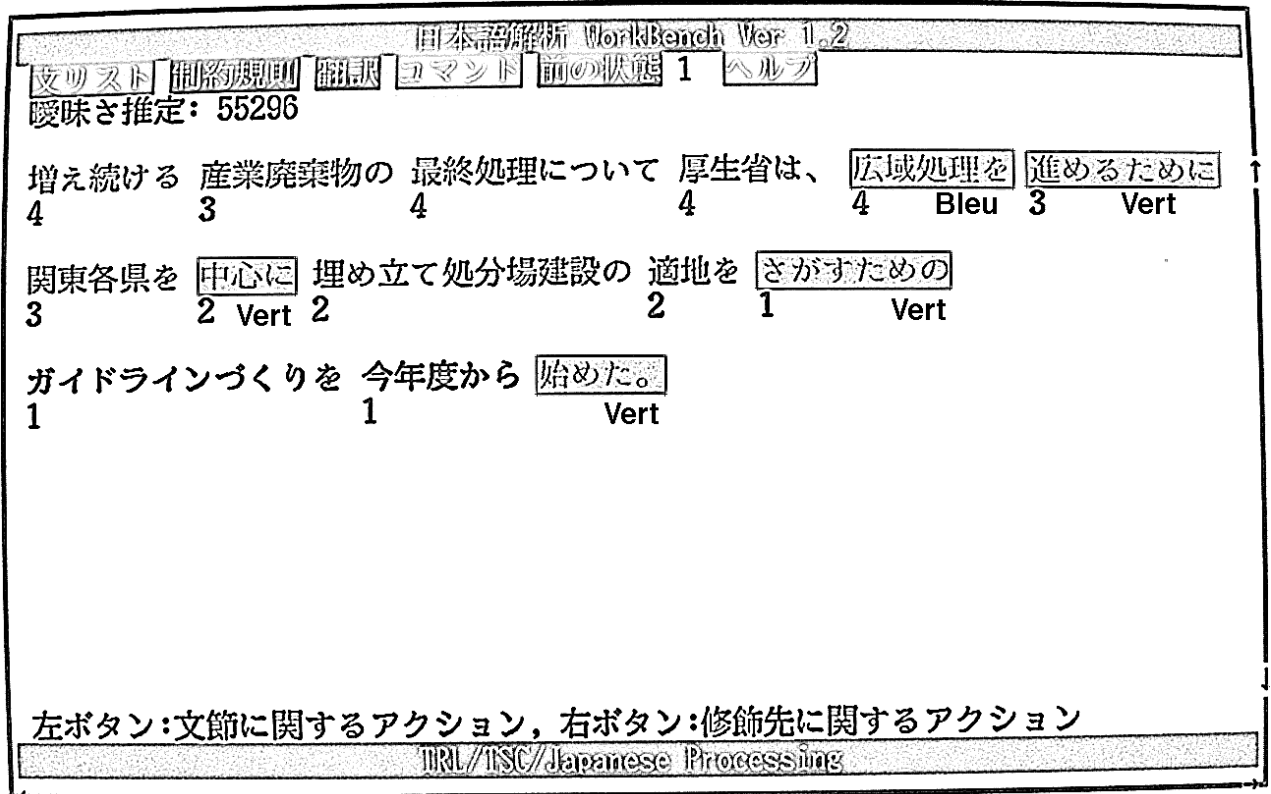 日本語解析 WorkBench Ver 1.2
文リスト 制約規則 翻訳 コマンド 前の状態 1 ヘルプ
曖昧さ推定: 55296
増え続ける 産業廃棄物の 最終処理について 厚生省は、 広域処理を 進めるために
4 3 4 4 4 Bleu 3 Vert
関東各県を 中心に 埋め立て処分場建設の 適地を さがすための
3 2 Vert 2 2 1 Vert
ガイドラインづくりを 今年度から 始めた。
1 1 Vert
左ボタン:文節に関するアクション, 右ボタン:修飾先に関するアクション
TRL/TSC/Japanese Processing